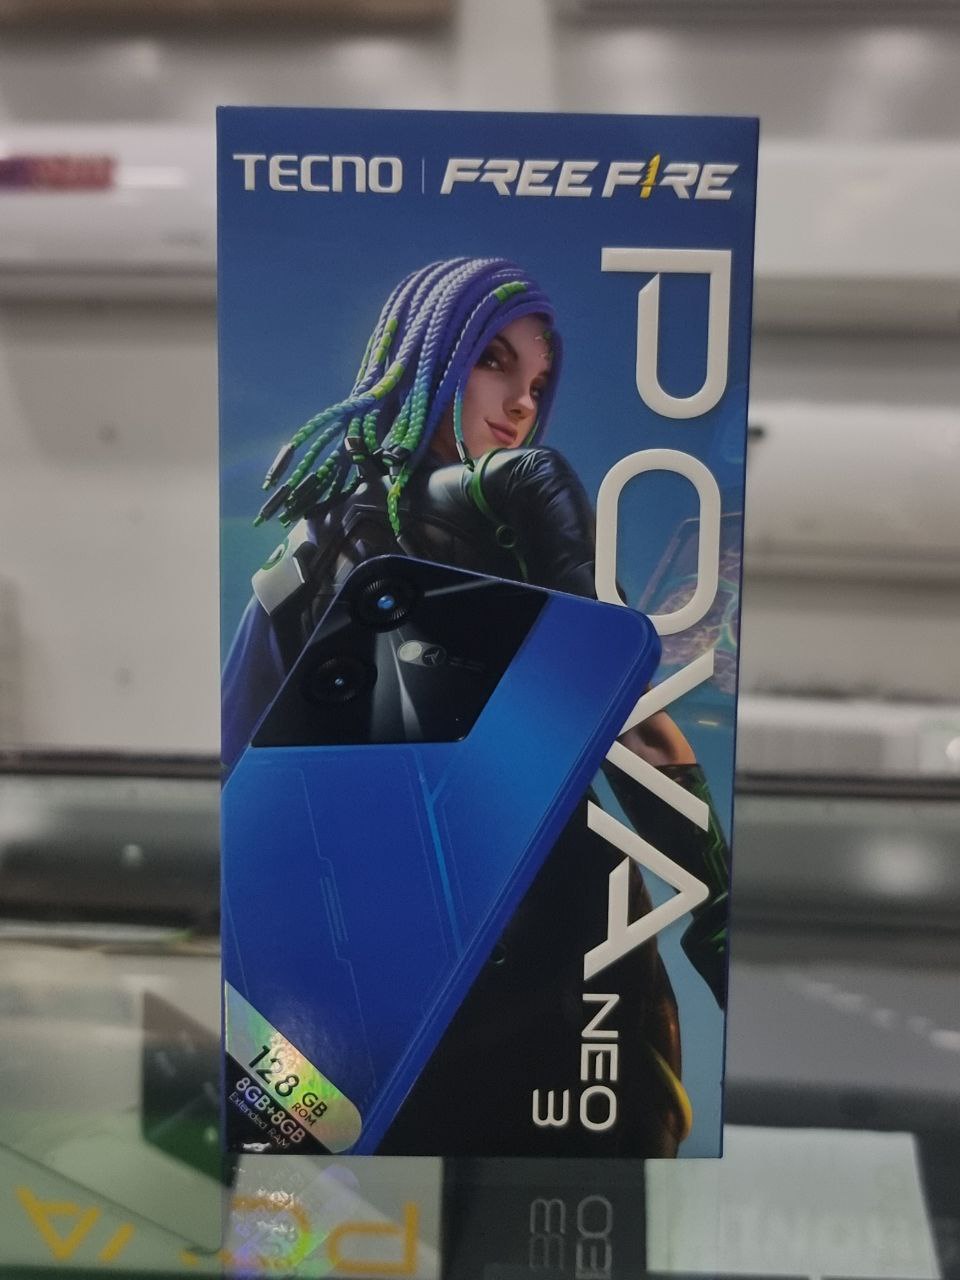 TECNO | FREE FIRE
POVA NEO 3
128 GB ROM
8GB+8GB
Extended RAM